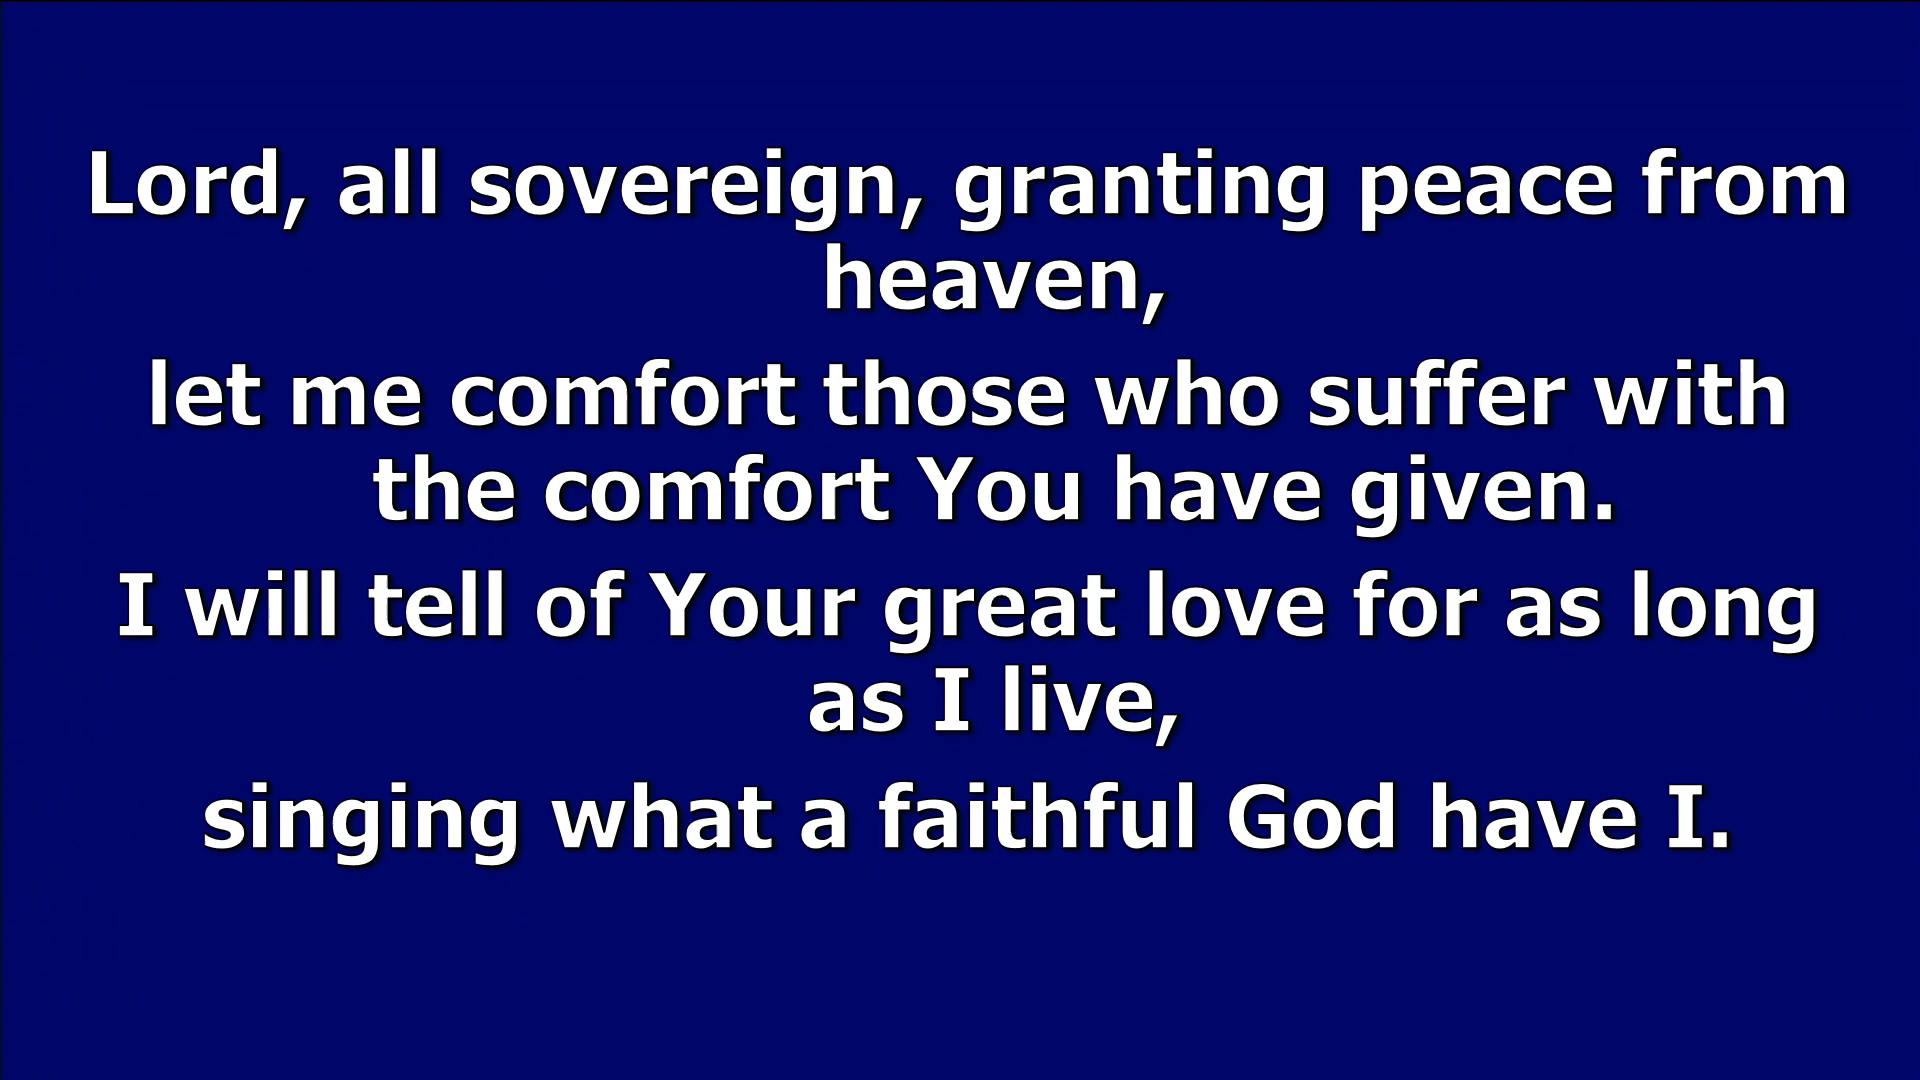 Lord, all sovereign, granting peace from
heaven,
let me comfort those who suffer with
the comfort You have given.
I will tell of Your great love for as long
as I live,
singing what a faithful God have I.